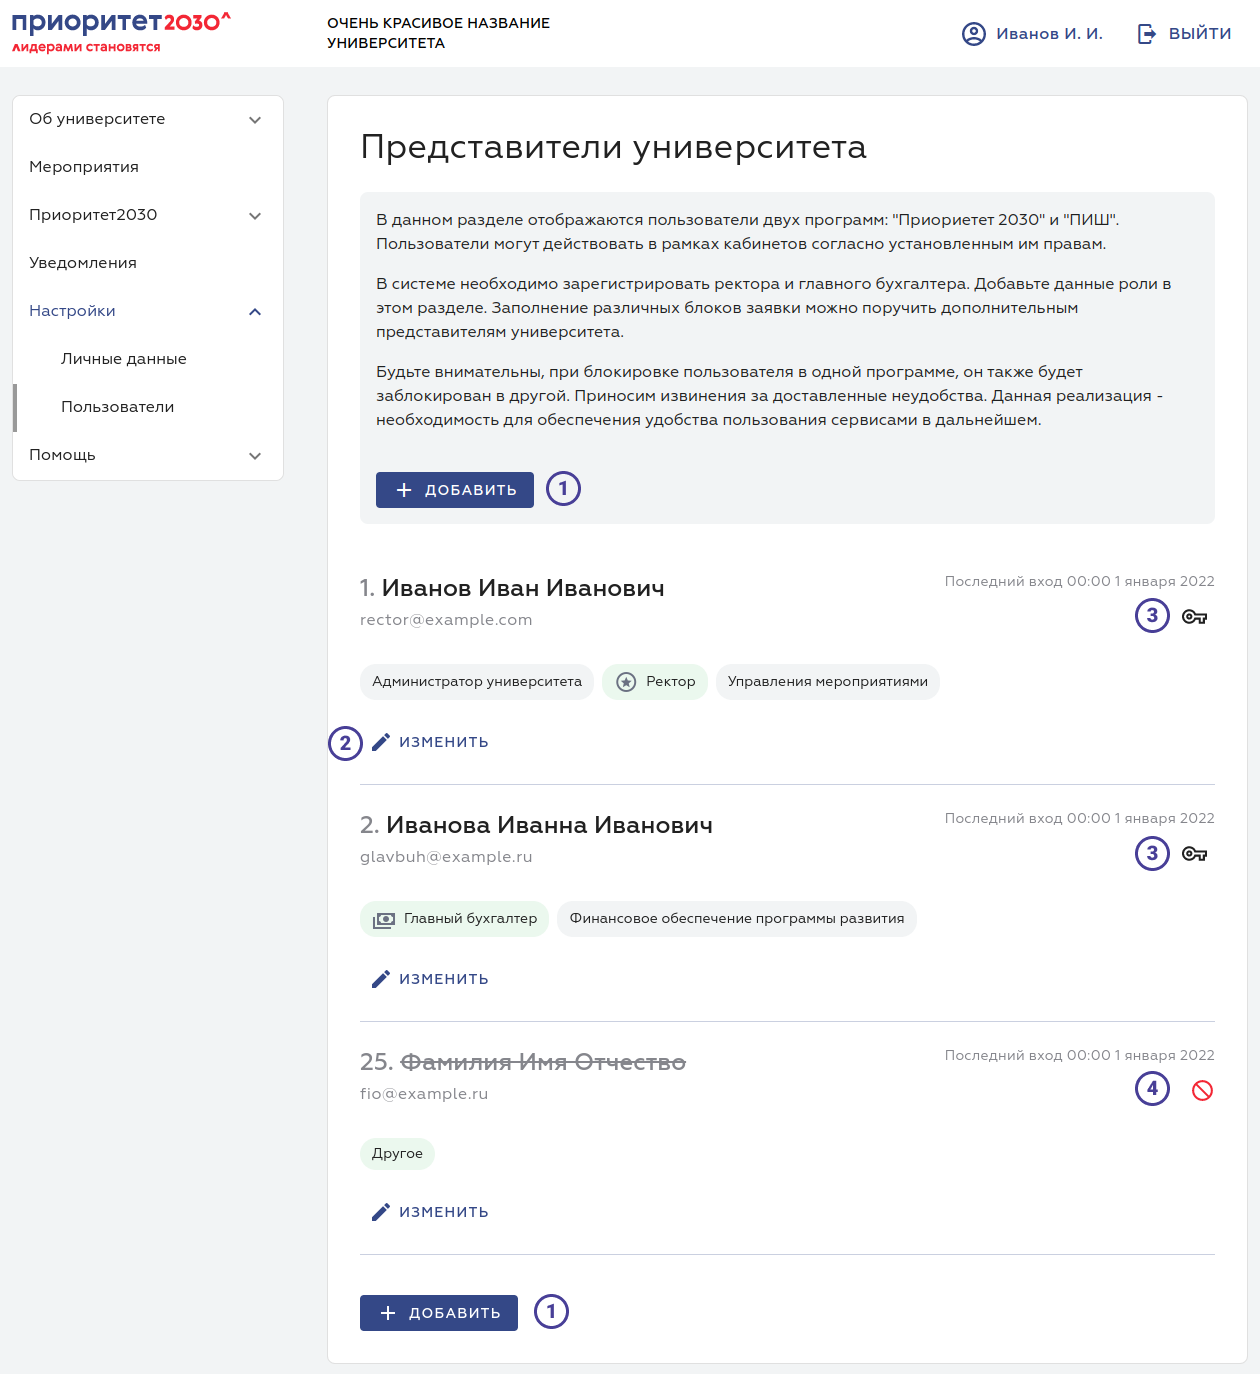 приоритет2030^
лидерами становятся
ОЧЕНЬ КРАСИВОЕ НАЗВАНИЕ
УНИВЕРСИТЕТА
Иванов И. И.
ВЫЙТИ
Об университете
Мероприятия
Приоритет2030
Уведомления
Настройки
Личные данные
Пользователи
Помощь
Представители университета
В данном разделе отображаются пользователи двух программ: "Приориетет 2030" и "ПИШ".
Пользователи могут действовать в рамках кабинетов согласно установленным им правам.
В системе необходимо зарегистрировать ректора и главного бухгалтера. Добавьте данные роли в
этом разделе. Заполнение различных блоков заявки можно поручить дополнительным
представителям университета.
Будьте внимательны, при блокировке пользователя в одной программе, он также будет
заблокирован в другой. Приносим извинения за доставленные неудобства. Данная реализация -
необходимость для обеспечения удобства пользования сервисами в дальнейшем.
+ ДОБАВИТЬ 1
1. Иванов Иван Иванович
Последний вход 00:00 1 января 2022
rector@example.com
3
Администратор университета
Ректор
Управления мероприятиями
2 ИЗМЕНИТЬ
2. Иванова Иванна Иванович
Последний вход 00:00 1 января 2022
glavbuh@example.ru
3
Главный бухгалтер
Финансовое обеспечение программы развития
ИЗМЕНИТЬ
25. Фамилия Имя Отчество
Последний вход 00:00 1 января 2022
fio@example.ru
4
Другое
ИЗМЕНИТЬ
+ ДОБАВИТЬ 1